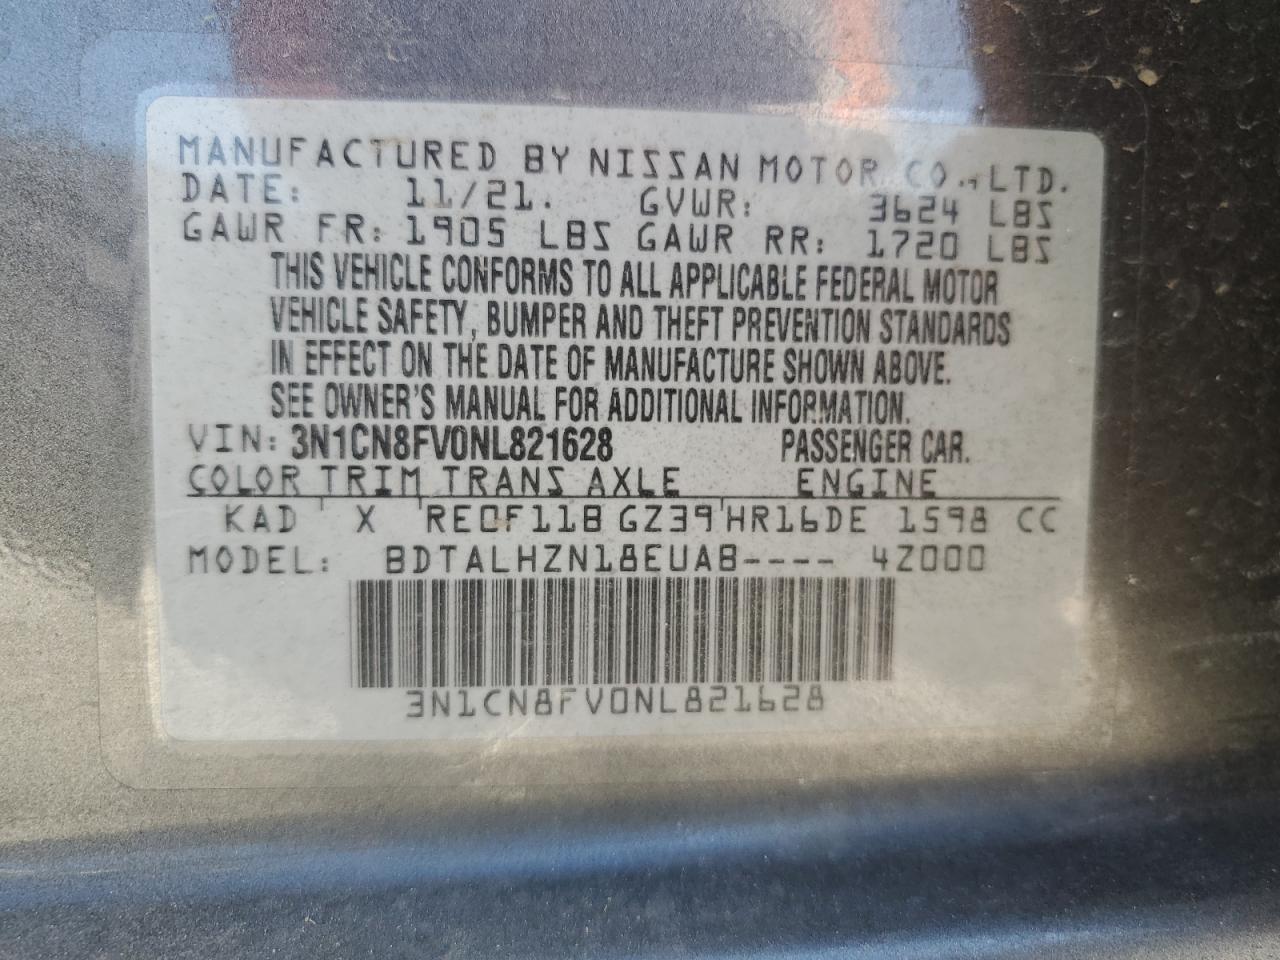 MANUFACTURED BY NISSAN MOTOR CO., LTD.
DATE: 11/21. GVWR: 3624 LBS
GAWR FR: 1905 LBS GAWR RR: 1720 LBS
THIS VEHICLE CONFORMS TO ALL APPLICABLE FEDERAL MOTOR
VEHICLE SAFETY, BUMPER AND THEFT PREVENTION STANDARDS
IN EFFECT ON THE DATE OF MANUFACTURE SHOWN ABOVE.
SEE OWNER'S MANUAL FOR ADDITIONAL INFORMATION.
VIN: 3N1CN8FV0NL821628 PASSENGER CAR.
COLOR TRIM TRANS AXLE ENGINE
KAD X RE0F11B GZ39 HR16DE 1598 CC
MODEL: BDTALHZN18EUAB---- 4Z000
3N1CN8FV0NL821628